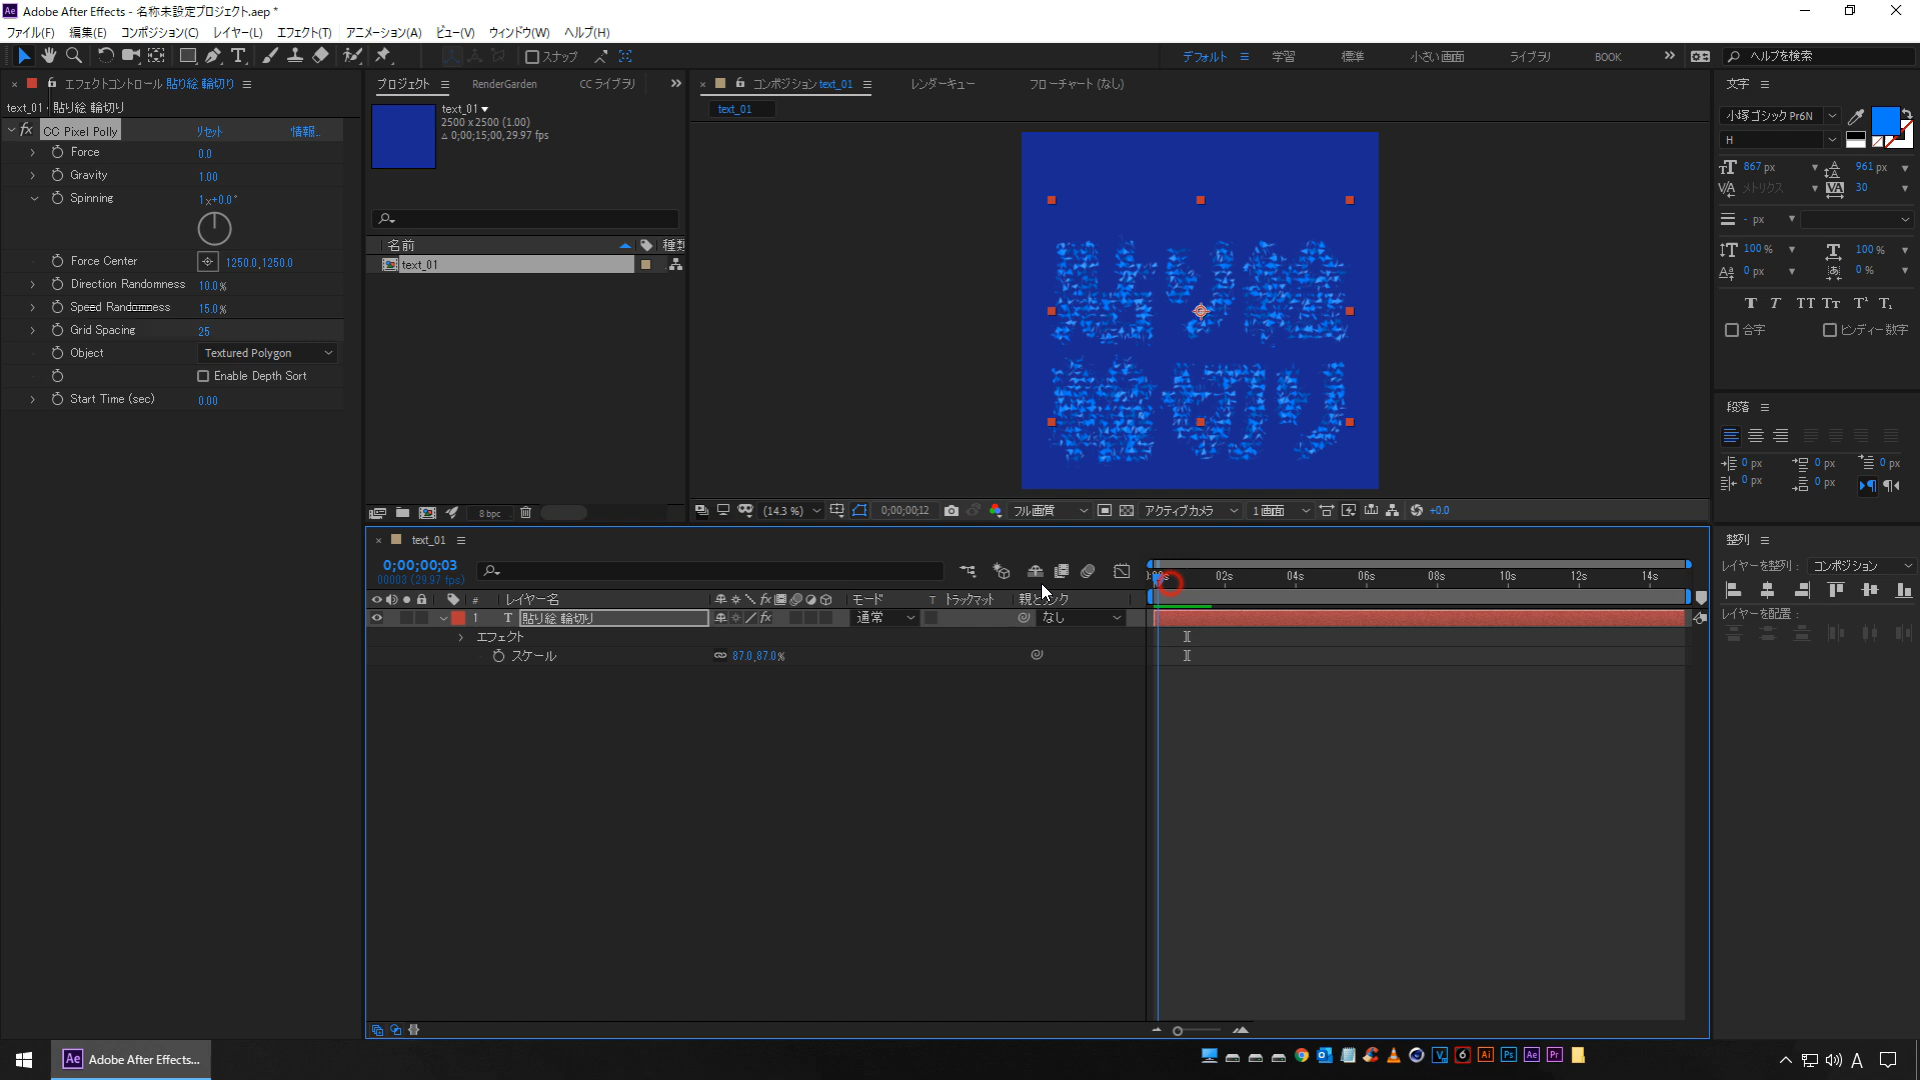 Ae Adobe After Effects - 名称未設定プロジェクト.aep *
ファイル(F) 編集(E) コンポジション(C) レイヤー(L) エフェクト(T) アニメーション(A) ビュー(V) ウィンドウ(W) ヘルプ(H)
スナップ デフォルト 学習 標準 小さい画面 ライブラリ BOOK ヘルプを検索
エフェクトコントロール 貼り絵 輪切り
text_01 · 貼り絵 輪切り
fx CC Pixel Polly リセット 情報...
Force 0.0
Gravity 1.00
Spinning 1x+0.0°
Force Center 1250.0,1250.0
Direction Randomness 10.0%
Speed Randomness 15.0%
Grid Spacing 25
Object Textured Polygon
Enable Depth Sort
Start Time (sec) 0.00
プロジェクト RenderGarden CC ライブラリ
text_01
2500 x 2500 (1.00)
Δ 0;00;15;00, 29.97 fps
名前 種類
text_01
8 bpc
コンポジション text_01 レンダーキュー フローチャート (なし)
text_01
貼り絵
輪切り
(14.3 %) 0;00;00;12 フル画質 アクティブカメラ 1画面 +0.0
文字
小塚ゴシック Pr6N
H
867 px 961 px
メトリクス 30
- px
100 % 100 %
0 px 0 %
合字 ヒンディー数字
段落
0 px 0 px 0 px
0 px 0 px
整列
レイヤーを整列: コンポジション
レイヤーを配置:
text_01
0;00;00;03
00003 (29.97 fps)
02s 04s 06s 08s 10s 12s 14s
# レイヤー名 モード T トラックマット 親とリンク
1 T 貼り絵 輪切り 通常 なし
エフェクト
スケール 87.0,87.0%
Ae Adobe After Effects... A